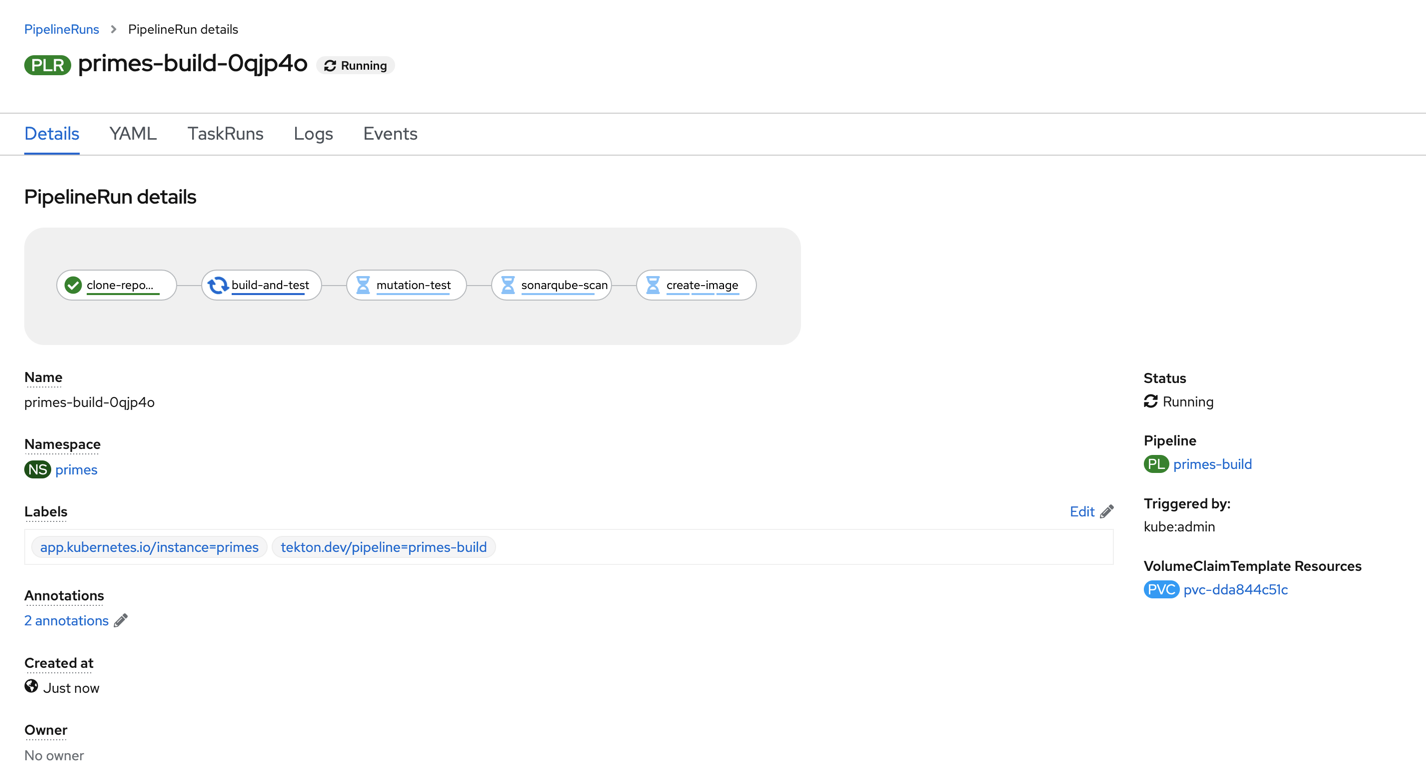 PipelineRuns > PipelineRun details
PLR primes-build-0qjp4o Running
Details YAML TaskRuns Logs Events
PipelineRun details
clone-repo... build-and-test mutation-test sonarqube-scan create-image
Name
primes-build-0qjp4o
Namespace
NS primes
Labels
Edit
app.kubernetes.io/instance=primes tekton.dev/pipeline=primes-build
Annotations
2 annotations
Created at
Just now
Owner
No owner
Status
Running
Pipeline
PL primes-build
Triggered by:
kube:admin
VolumeClaimTemplate Resources
PVC pvc-dda844c51c